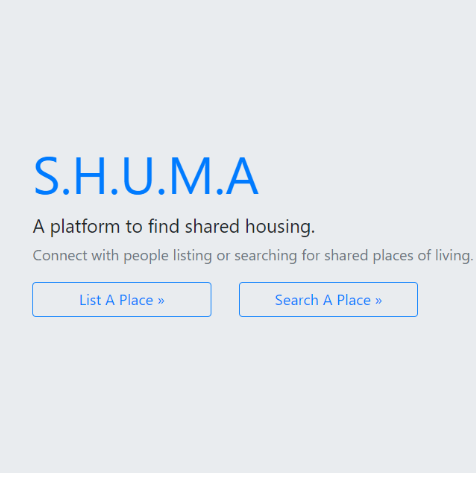 S.H.U.M.A
A platform to find shared housing.
Connect with people listing or searching for shared places of living.
List A Place »
Search A Place »